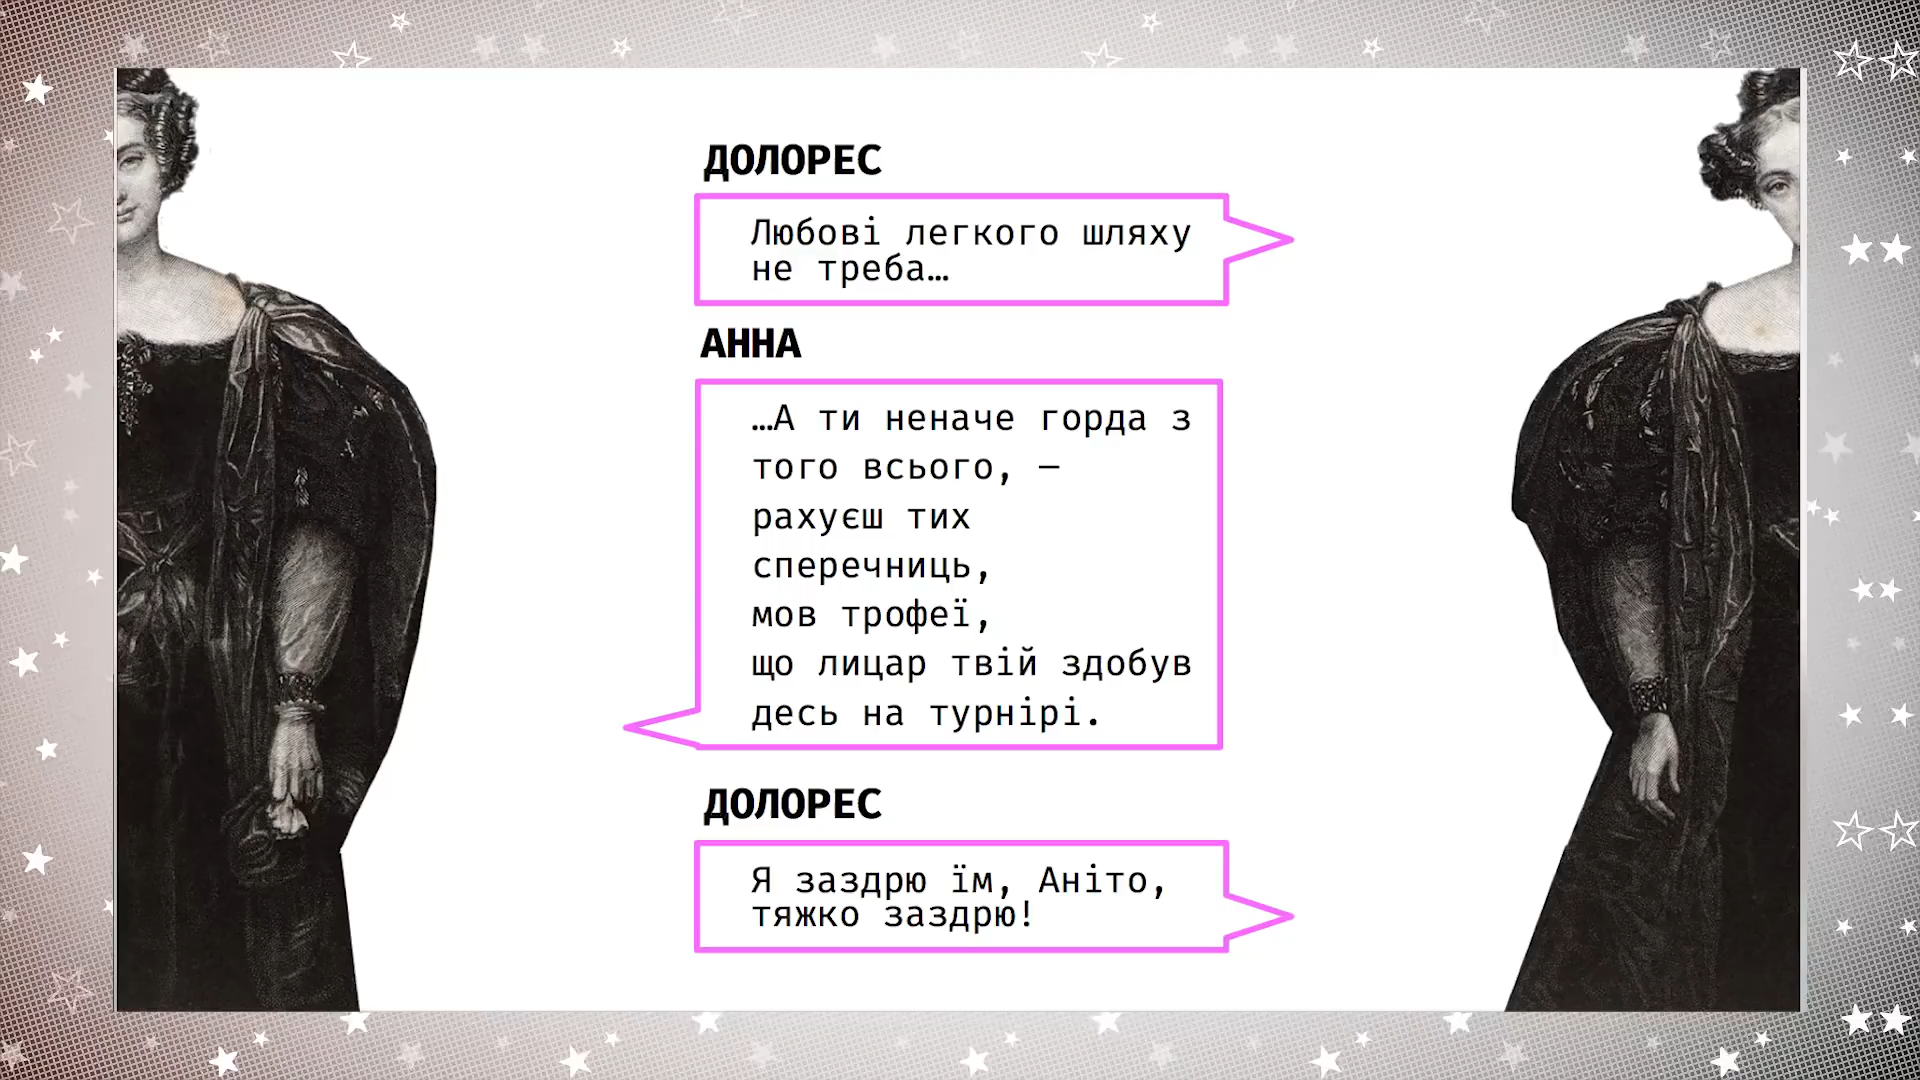 ДОЛОРЕС
Любові легкого шляху
не треба…
АННА
…А ти неначе горда з
того всього, —
рахуєш тих
сперечниць,
мов трофеї,
що лицар твій здобув
десь на турнірі.
ДОЛОРЕС
Я заздрю їм, Аніто,
тяжко заздрю!